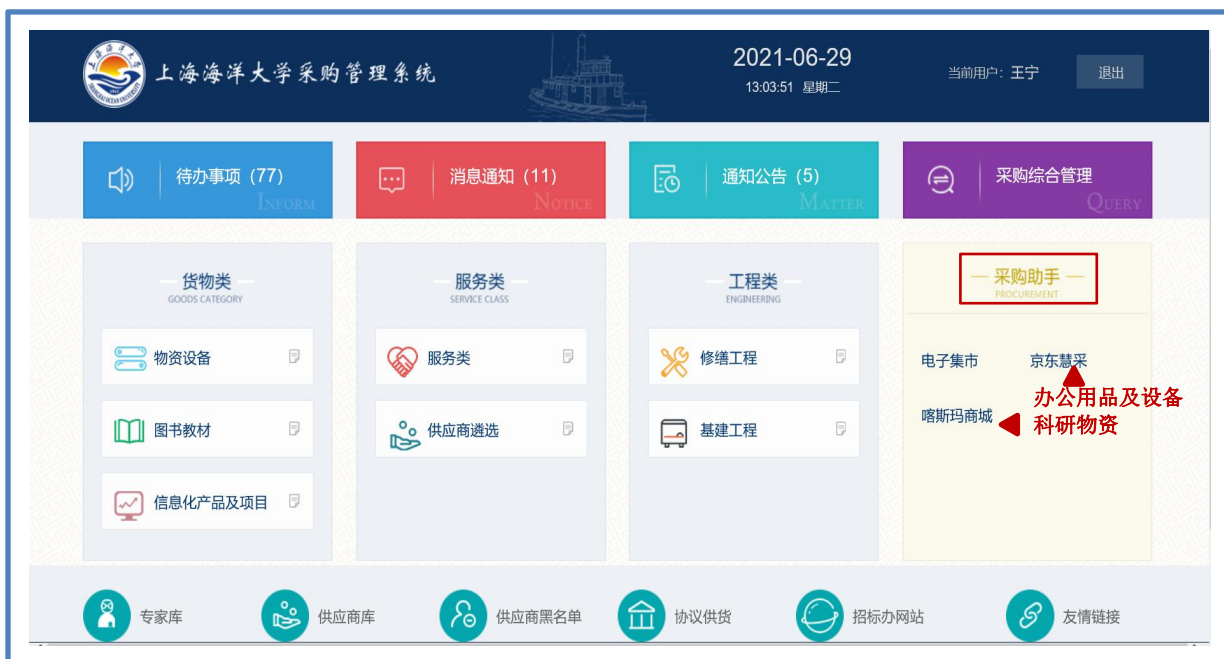 上海海洋大学采购管理系统
2021-06-29
13:03:51 星期二
当前用户: 王宁
退出
待办事项 (77)
INFORM
消息通知 (11)
NOTICE
通知公告 (5)
MATTER
采购综合管理
QUERY
货物类
GOODS CATEGORY
物资设备
图书教材
信息化产品及项目
服务类
SERVICE CLASS
服务类
供应商遴选
工程类
ENGINEERING
修缮工程
基建工程
采购助手
PROCUREMENT
电子集市
京东慧采
办公用品及设备
喀斯玛商城
科研物资
专家库
供应商库
供应商黑名单
协议供货
招标办网站
友情链接